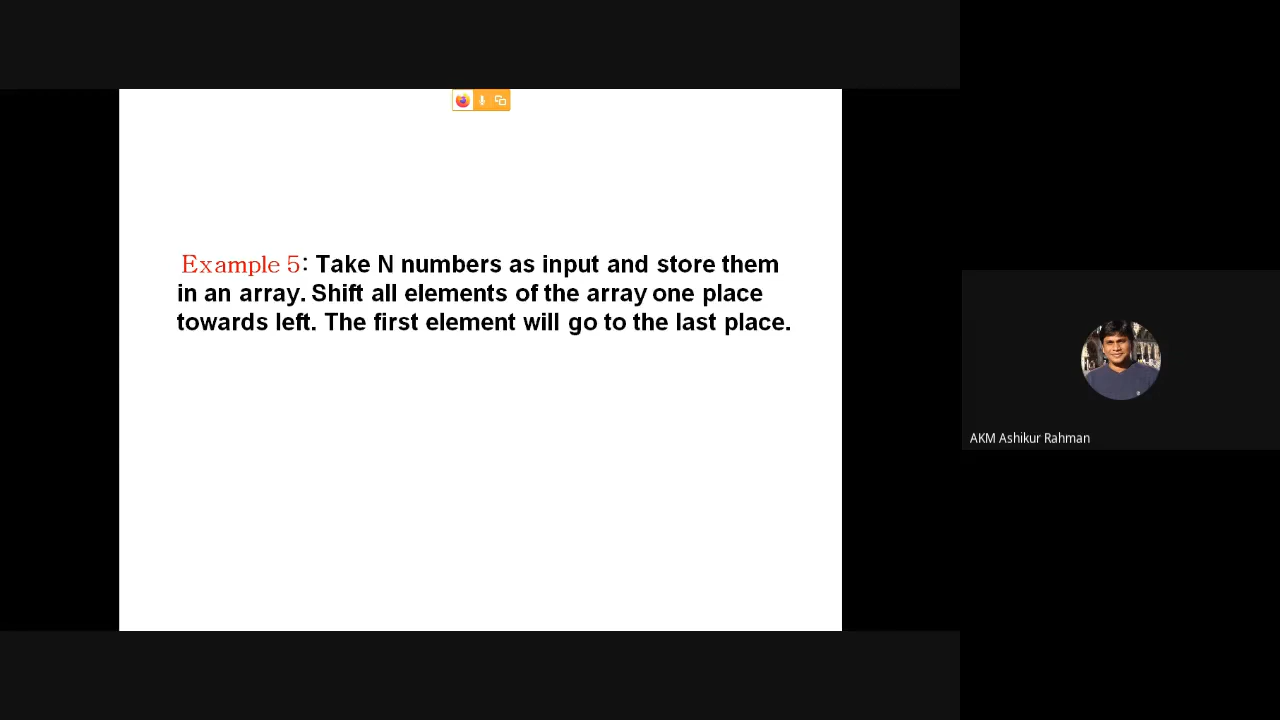 Example 5: Take N numbers as input and store them
in an array. Shift all elements of the array one place
towards left. The first element will go to the last place.
AKM Ashikur Rahman